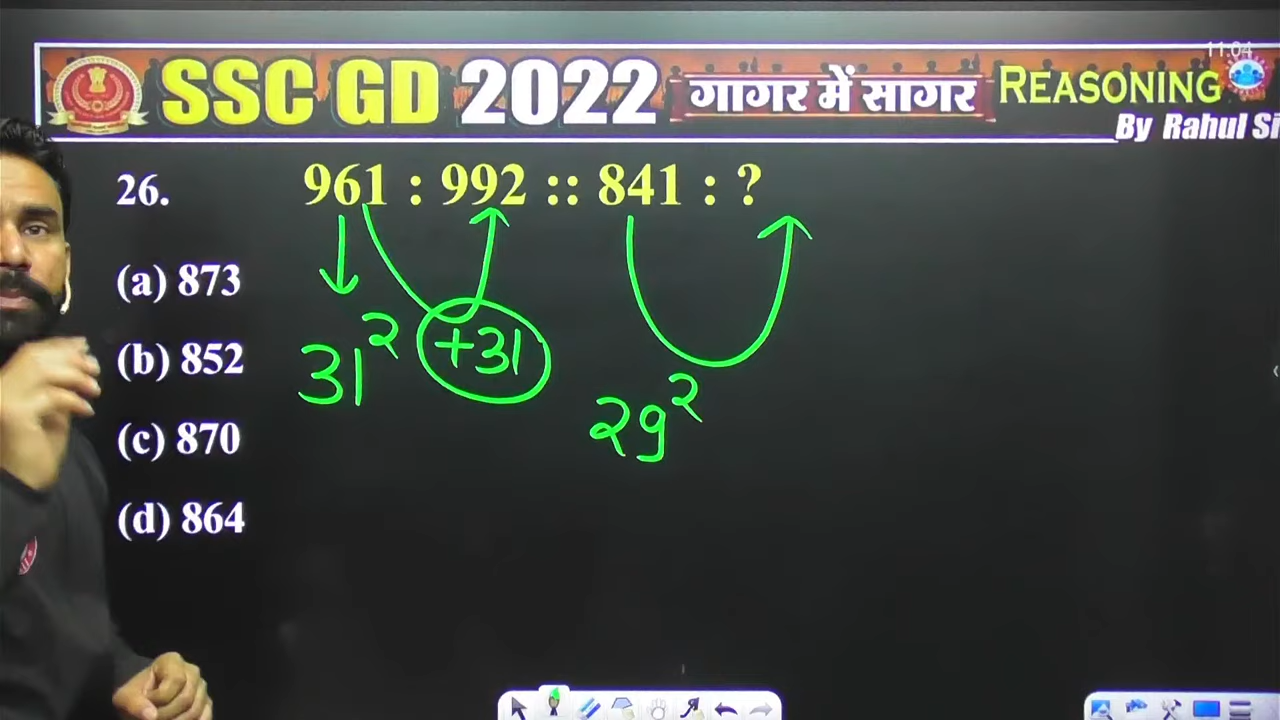 11:04
SSC GD 2022 गागर में सागर REASONING
By Rahul Si
26. 961 : 992 :: 841 : ?
(a) 873
(b) 852
(c) 870
(d) 864
31²
+31
29²